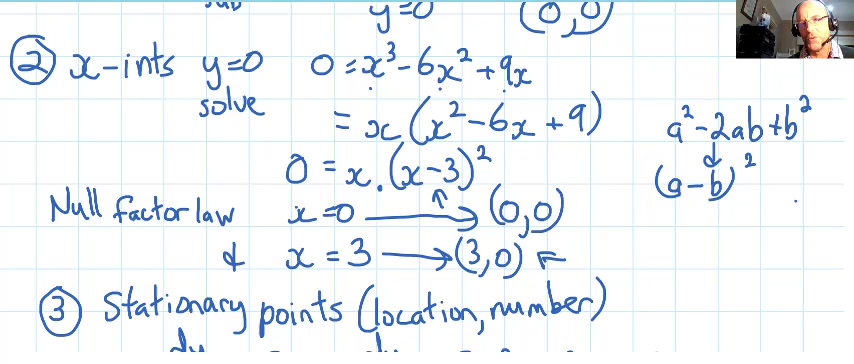 y=0 (0,0)
② x-ints y=0 0 = x³-6x²+9x
solve
= x(x²-6x+9)
a²-2ab+b²
0 = x.(x-3)²
(a-b)²
Null factor law x=0 → (0,0)
& x=3 → (3,0) ←
③ Stationary points (location, number)